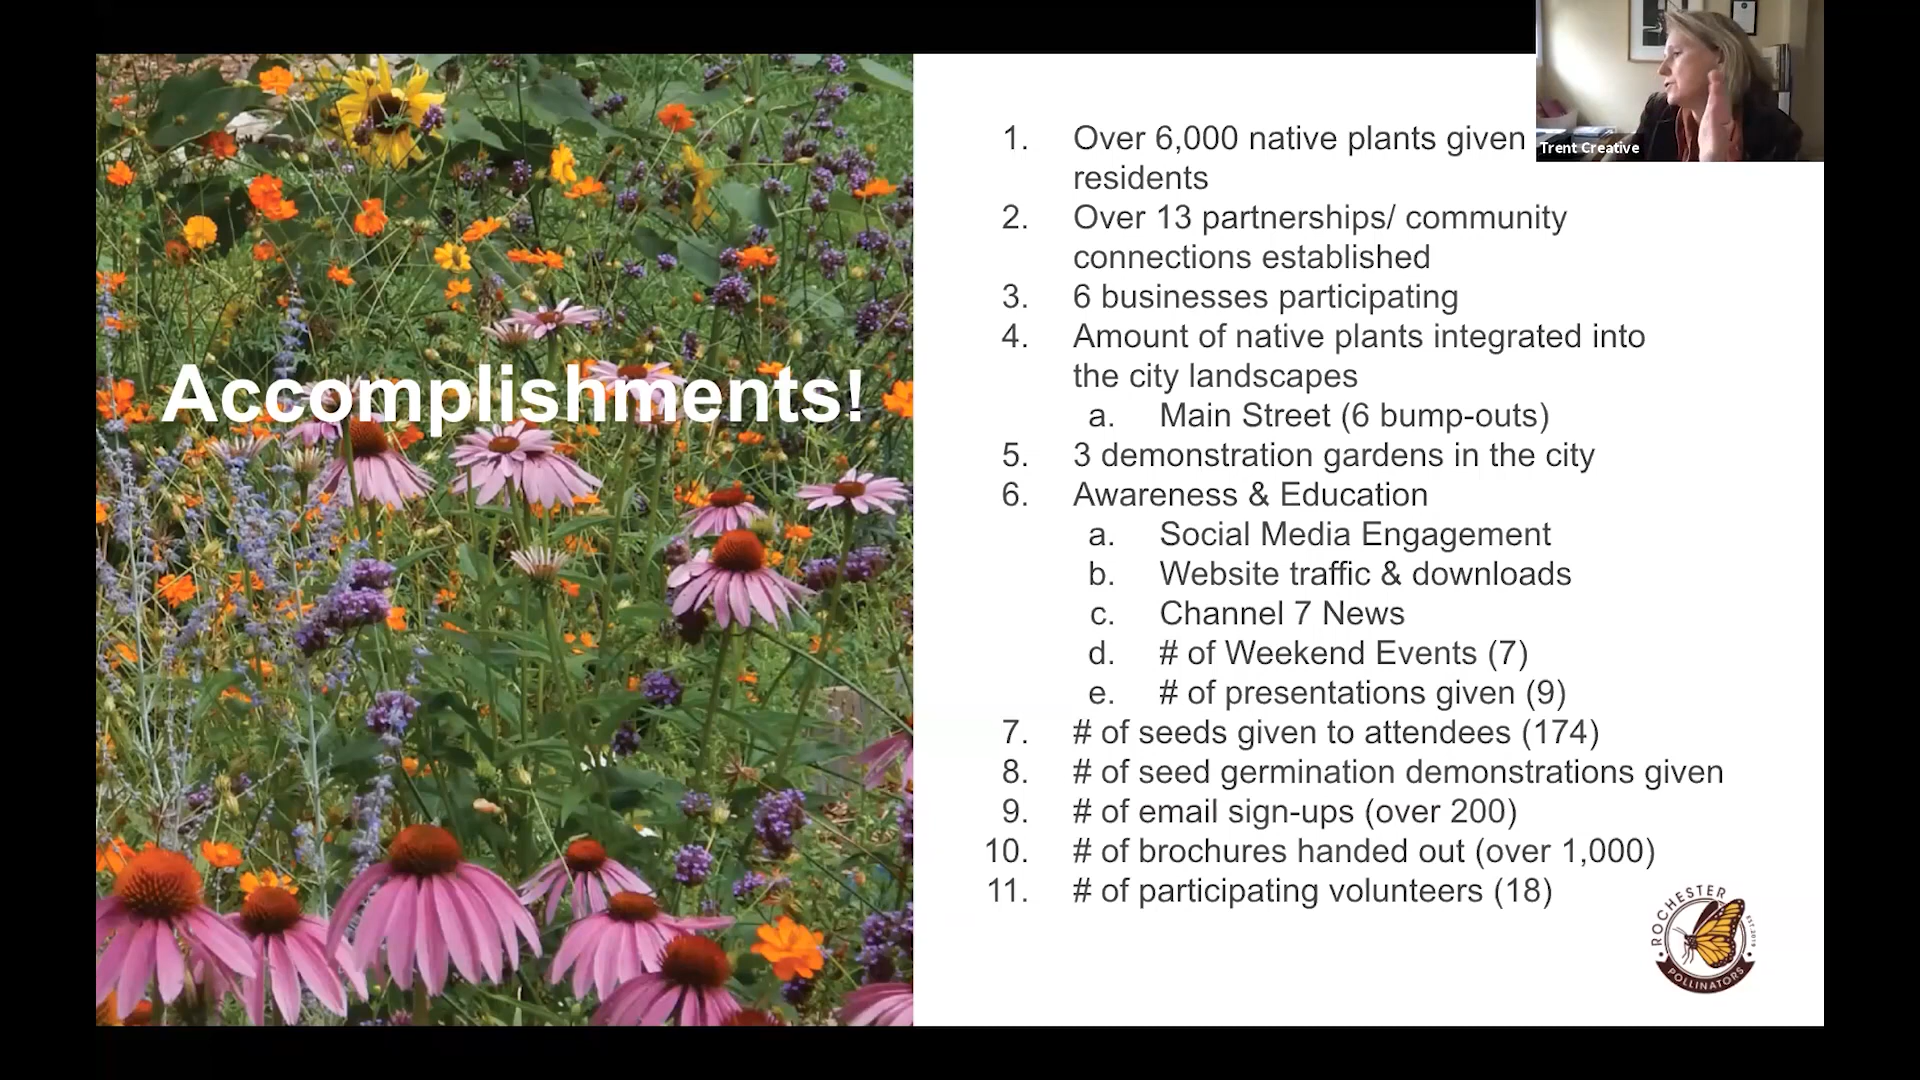 Trent Creative
Accomplishments!
1. Over 6,000 native plants given
residents
2. Over 13 partnerships/ community
connections established
3. 6 businesses participating
4. Amount of native plants integrated into
the city landscapes
a. Main Street (6 bump-outs)
5. 3 demonstration gardens in the city
6. Awareness & Education
a. Social Media Engagement
b. Website traffic & downloads
c. Channel 7 News
d. # of Weekend Events (7)
e. # of presentations given (9)
7. # of seeds given to attendees (174)
8. # of seed germination demonstrations given
9. # of email sign-ups (over 200)
10. # of brochures handed out (over 1,000)
11. # of participating volunteers (18)
ROCHESTER
POLLINATORS